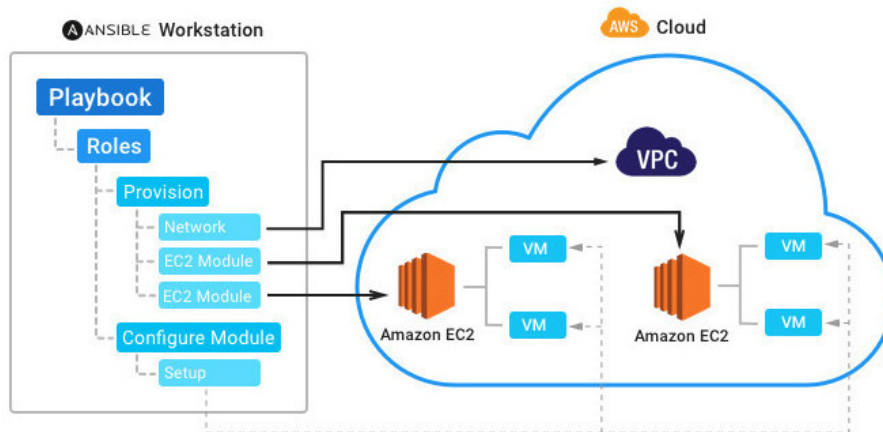 ANSIBLE Workstation
AWS Cloud
Playbook
Roles
Provision
Network
EC2 Module
EC2 Module
Configure Module
Setup
VPC
VM
VM
Amazon EC2
VM
VM
Amazon EC2